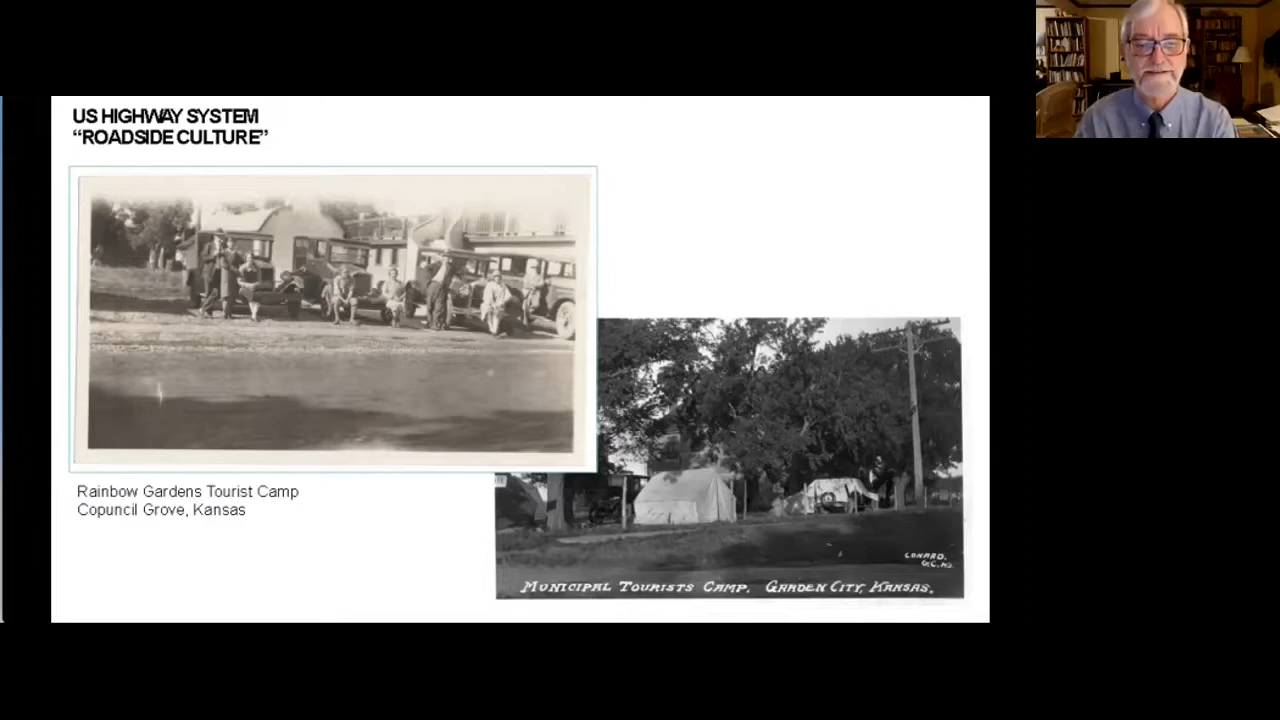 US HIGHWAY SYSTEM
“ROADSIDE CULTURE”
Rainbow Gardens Tourist Camp
Copuncil Grove, Kansas
CONARD.
G.C. KS.
MUNICIPAL TOURISTS CAMP. GARDEN CITY, KANSAS.